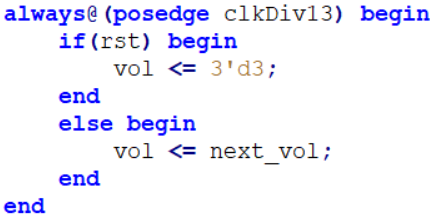 always@(posedge clkDiv13) begin
    if(rst) begin
        vol <= 3'd3;
    end
    else begin
        vol <= next_vol;
    end
end